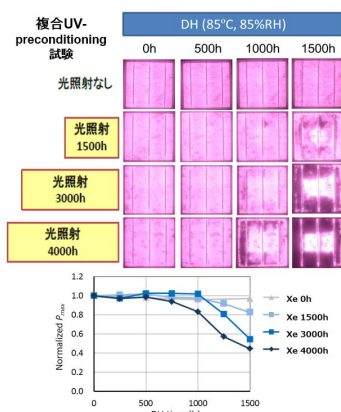 複合UV-
preconditioning
試験
DH (85℃, 85%RH)
0h 500h 1000h 1500h
光照射なし
光照射
1500h
光照射
3000h
光照射
4000h
Normalized Pmax
1.2
1.0
0.8
0.6
0.4
0.2
0.0
0 500 1000 1500
Xe 0h
Xe 1500h
Xe 3000h
Xe 4000h